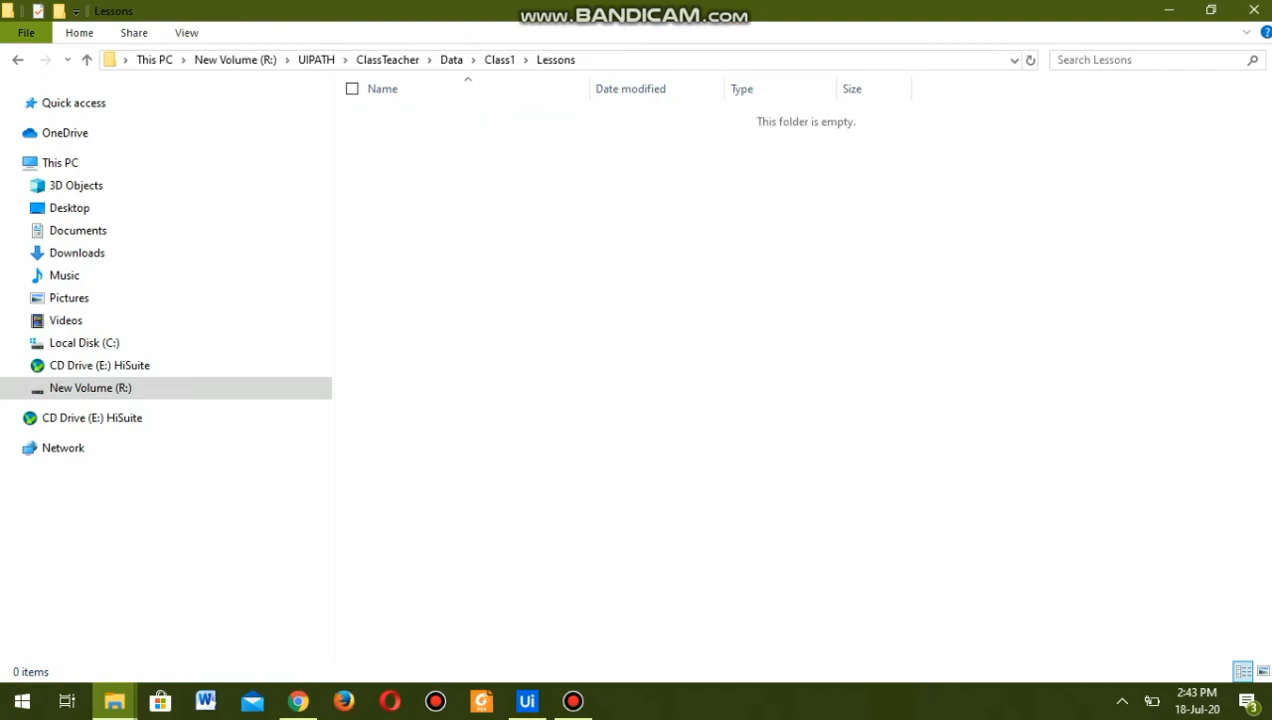 Lessons
www.BANDICAM.com
File Home Share View
This PC New Volume (R:) UIPATH ClassTeacher Data Class1 Lessons
Search Lessons
Name Date modified Type Size
This folder is empty.
Quick access
OneDrive
This PC
3D Objects
Desktop
Documents
Downloads
Music
Pictures
Videos
Local Disk (C:)
CD Drive (E:) HiSuite
New Volume (R:)
CD Drive (E:) HiSuite
Network
0 items
W
Ui
2:43 PM
18-Jul-20
3